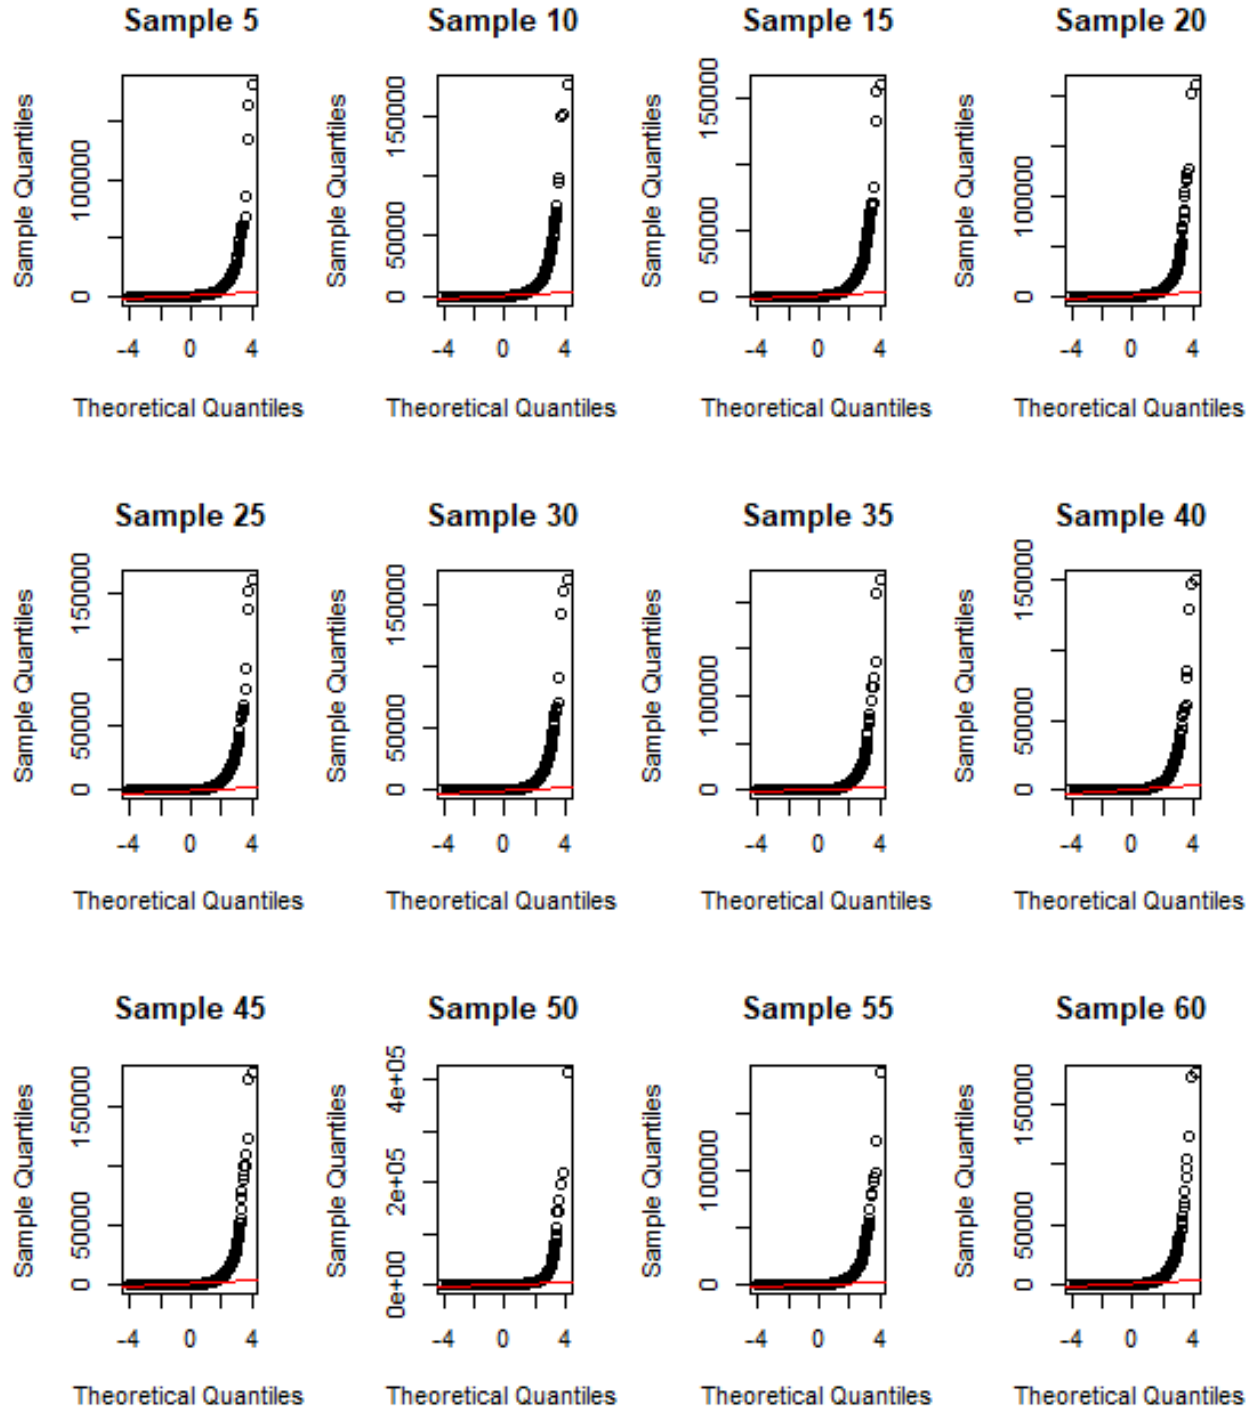 Sample 5 Sample 10 Sample 15 Sample 20
Sample Quantiles Sample Quantiles Sample Quantiles Sample Quantiles
0 100000 0 50000 150000 0 50000 150000 0 100000
-4 0 4 -4 0 4 -4 0 4 -4 0 4
Theoretical Quantiles Theoretical Quantiles Theoretical Quantiles Theoretical Quantiles
Sample 25 Sample 30 Sample 35 Sample 40
Sample Quantiles Sample Quantiles Sample Quantiles Sample Quantiles
0 50000 150000 0 50000 150000 0 100000 0 50000 150000
-4 0 4 -4 0 4 -4 0 4 -4 0 4
Theoretical Quantiles Theoretical Quantiles Theoretical Quantiles Theoretical Quantiles
Sample 45 Sample 50 Sample 55 Sample 60
Sample Quantiles Sample Quantiles Sample Quantiles Sample Quantiles
0 50000 150000 0e+00 2e+05 4e+05 0 100000 0 50000 150000
-4 0 4 -4 0 4 -4 0 4 -4 0 4
Theoretical Quantiles Theoretical Quantiles Theoretical Quantiles Theoretical Quantiles